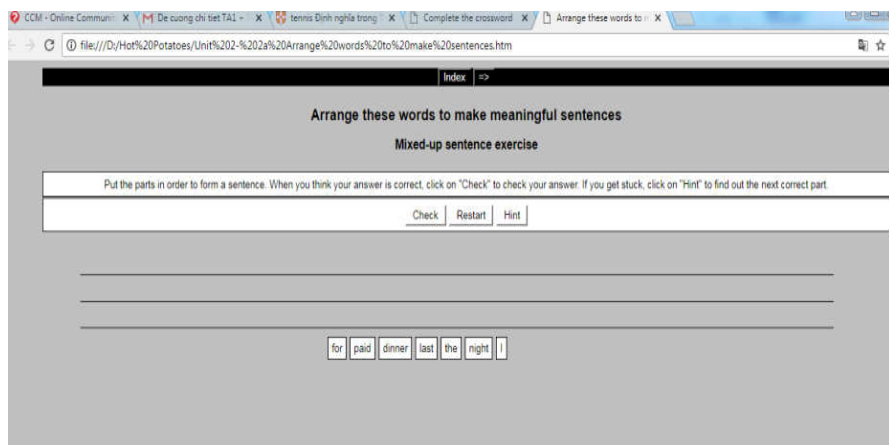 CCM - Online Communi
De cuong chi tiet TA1 -
tennis Định nghĩa trong
Complete the crossword
Arrange these words to
file:///D:/Hot%20Potatoes/Unit%202-%202a%20Arrange%20words%20to%20make%20sentences.htm
Index =>
Arrange these words to make meaningful sentences
Mixed-up sentence exercise
Put the parts in order to form a sentence. When you think your answer is correct, click on "Check" to check your answer. If you get stuck, click on "Hint" to find out the next correct part.
Check Restart Hint
for paid dinner last the night I